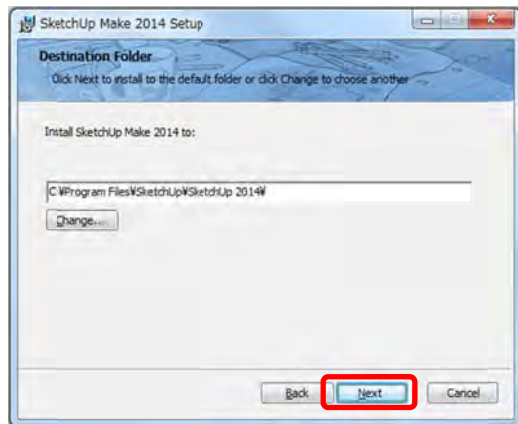 SketchUp Make 2014 Setup
Destination Folder
Click Next to install to the default folder or click Change to choose another
Install SketchUp Make 2014 to:
C:¥Program Files¥SketchUp¥SketchUp 2014¥
Change...
Back
Next
Cancel